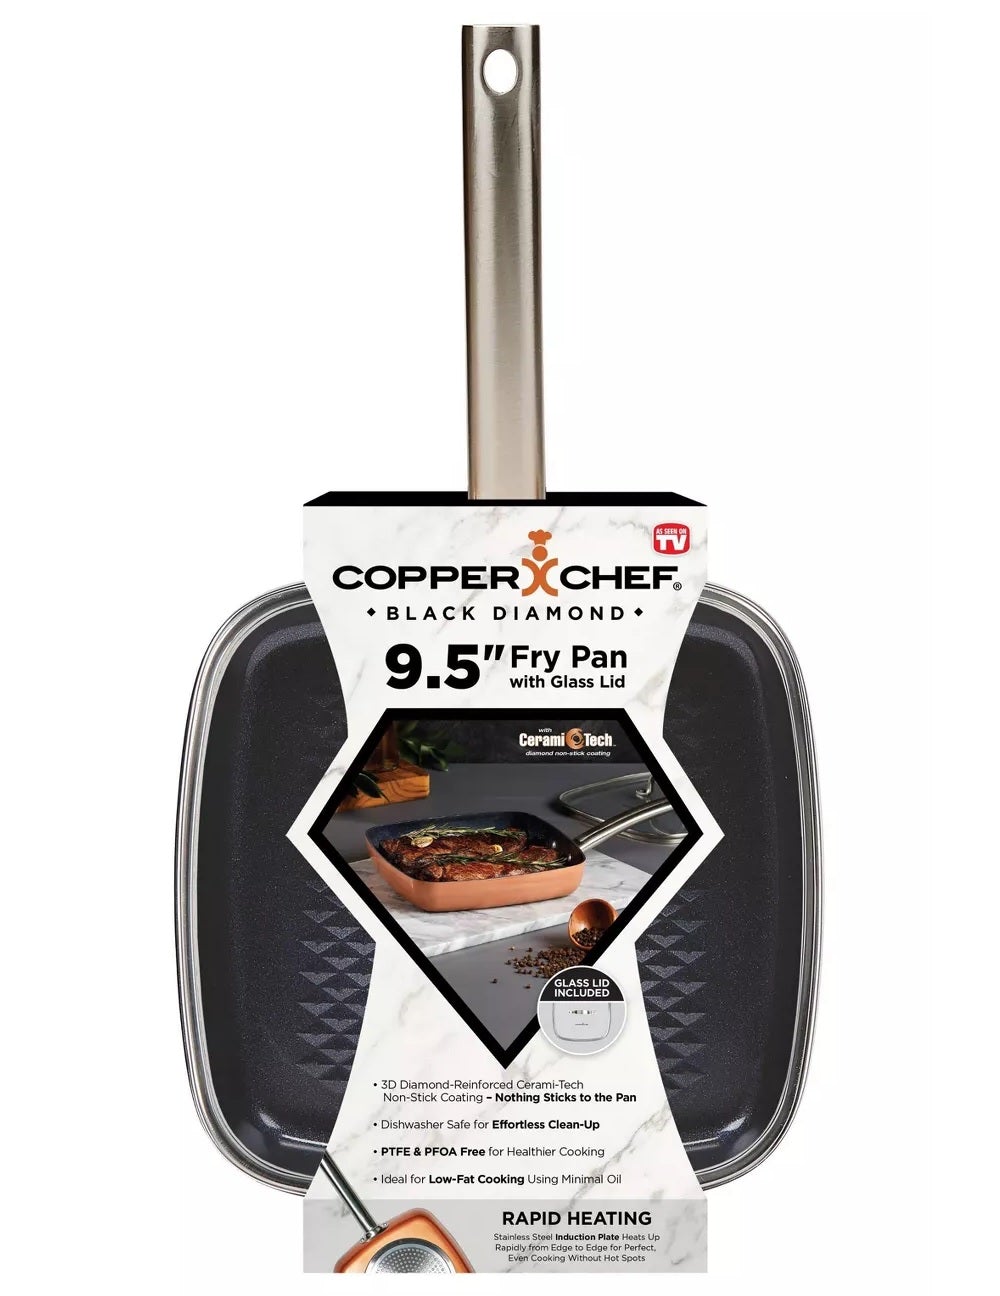 AS SEEN ON
TV
COPPER CHEF®
BLACK DIAMOND
9.5" Fry Pan
with Glass Lid
with
Cerami Tech™
diamond non-stick coating
GLASS LID
INCLUDED
• 3D Diamond-Reinforced Cerami-Tech
Non-Stick Coating – Nothing Sticks to the Pan
• Dishwasher Safe for Effortless Clean-Up
• PTFE & PFOA Free for Healthier Cooking
• Ideal for Low-Fat Cooking Using Minimal Oil
RAPID HEATING
Stainless Steel Induction Plate Heats Up
Rapidly from Edge to Edge for Perfect,
Even Cooking Without Hot Spots